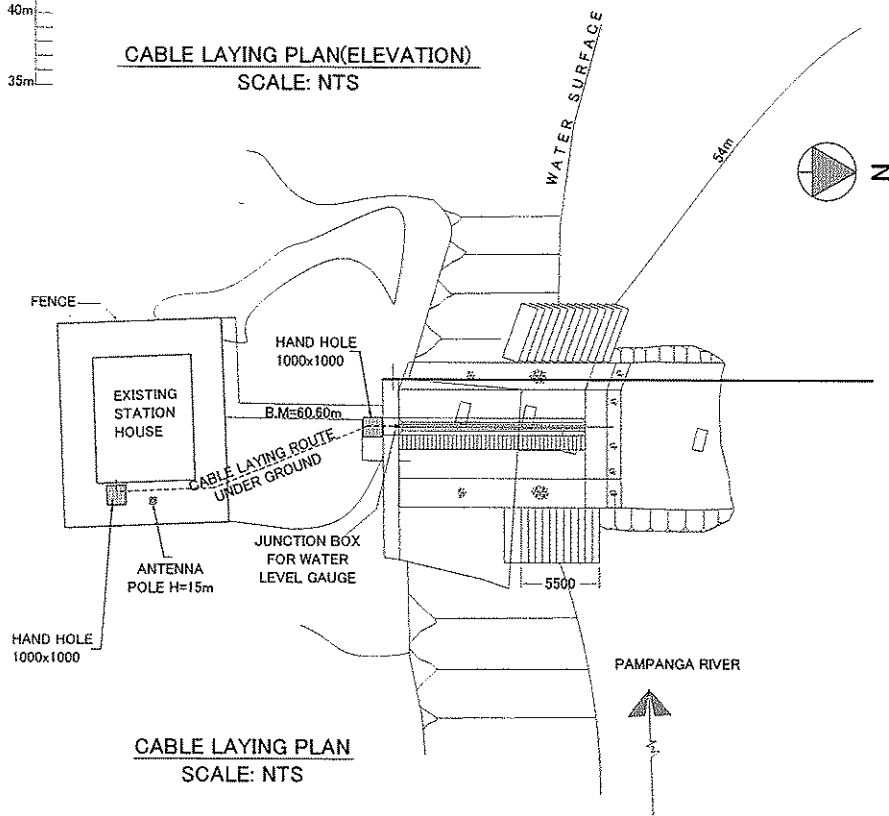 40m
35m
CABLE LAYING PLAN(ELEVATION)
SCALE: NTS
WATER SURFACE
54m
N
FENCE
HAND HOLE
1000x1000
EXISTING
STATION
HOUSE
B.M=60.60m
CABLE LAYING ROUTE
UNDER GROUND
JUNCTION BOX
FOR WATER
LEVEL GAUGE
ANTENNA
POLE H=15m
5500
HAND HOLE
1000x1000
PAMPANGA RIVER
CABLE LAYING PLAN
SCALE: NTS